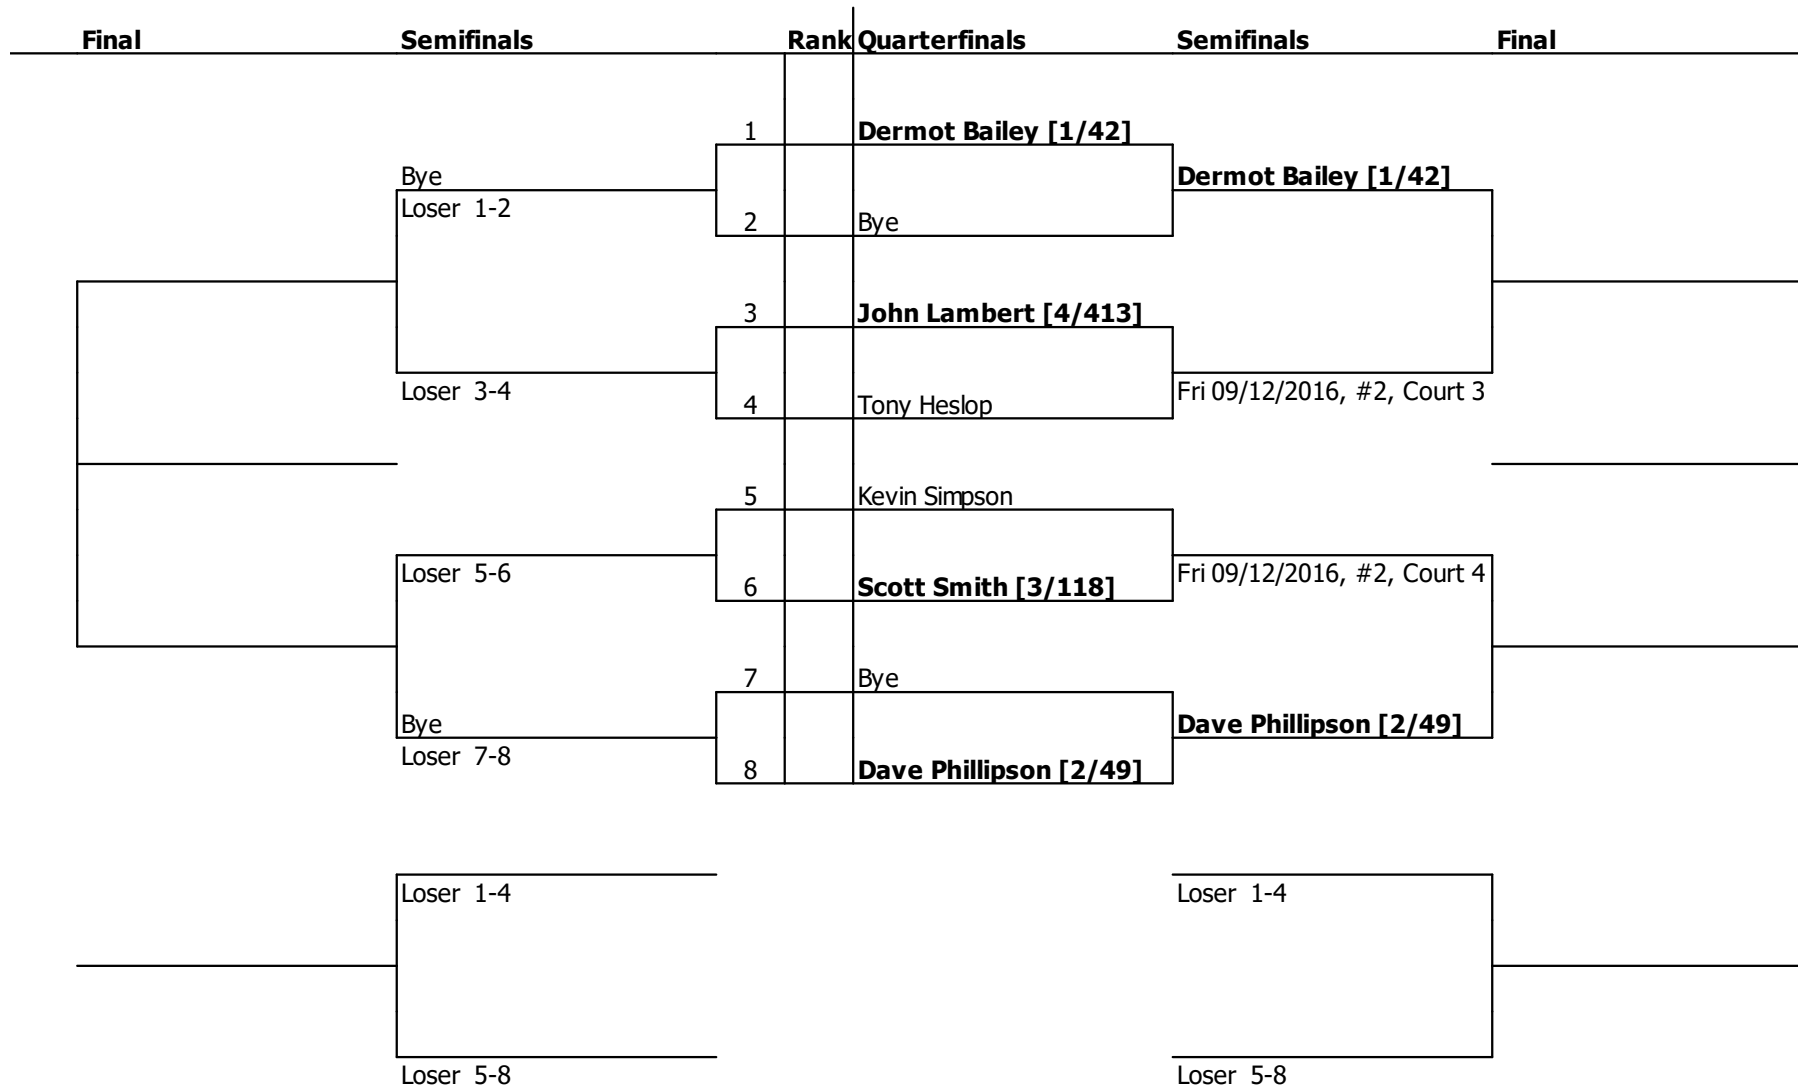 Final Semifinals Rank Quarterfinals Semifinals Final
1 Dermot Bailey [1/42]
Bye Dermot Bailey [1/42]
Loser 1-2
2 Bye
3 John Lambert [4/413]
Loser 3-4 Fri 09/12/2016, #2, Court 3
4 Tony Heslop
5 Kevin Simpson
Loser 5-6 Fri 09/12/2016, #2, Court 4
6 Scott Smith [3/118]
7 Bye
Bye Dave Phillipson [2/49]
Loser 7-8
8 Dave Phillipson [2/49]
Loser 1-4 Loser 1-4
Loser 5-8 Loser 5-8